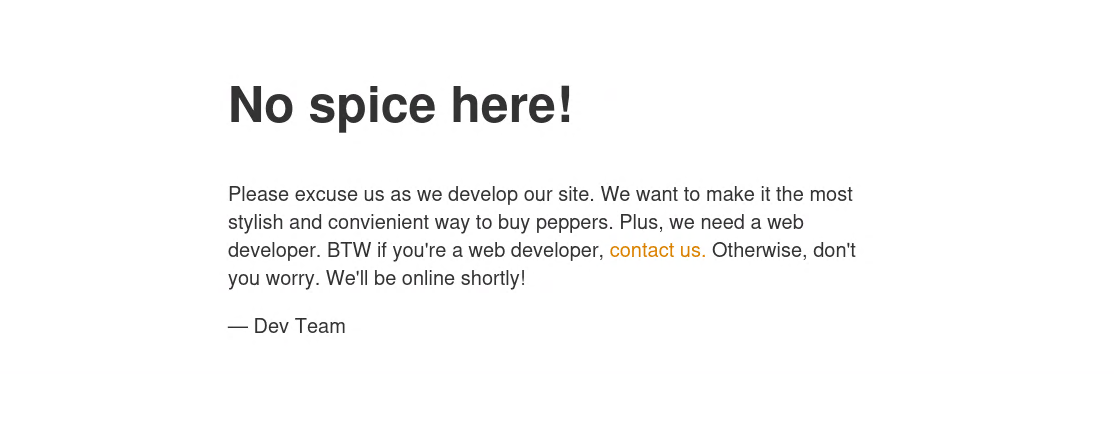 No spice here!
Please excuse us as we develop our site. We want to make it the most
stylish and convienient way to buy peppers. Plus, we need a web
developer. BTW if you're a web developer, contact us. Otherwise, don't
you worry. We'll be online shortly!
— Dev Team